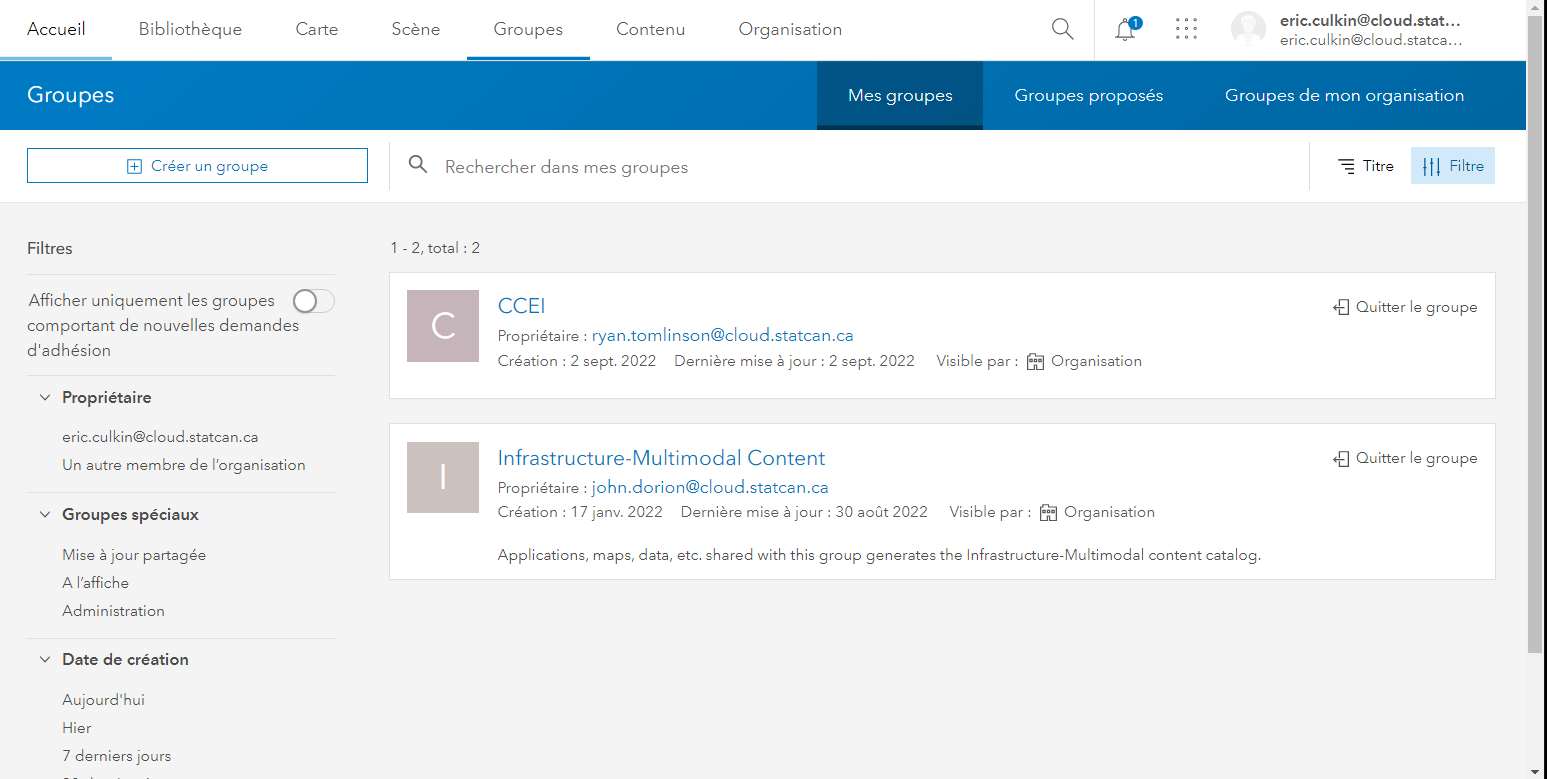 Accueil
Bibliothèque
Carte
Scène
Groupes
Contenu
Organisation
1
eric.culkin@cloud.stat...
eric.culkin@cloud.statca...
Groupes
Mes groupes
Groupes proposés
Groupes de mon organisation
Créer un groupe
Rechercher dans mes groupes
Titre
Filtre
Filtres
Afficher uniquement les groupes
comportant de nouvelles demandes
d'adhésion
Propriétaire
eric.culkin@cloud.statcan.ca
Un autre membre de l’organisation
Groupes spéciaux
Mise à jour partagée
A l’affiche
Administration
Date de création
Aujourd'hui
Hier
7 derniers jours
1 - 2, total : 2
C
CCEI
Quitter le groupe
Propriétaire : ryan.tomlinson@cloud.statcan.ca
Création : 2 sept. 2022 Dernière mise à jour : 2 sept. 2022 Visible par : Organisation
I
Infrastructure-Multimodal Content
Quitter le groupe
Propriétaire : john.dorion@cloud.statcan.ca
Création : 17 janv. 2022 Dernière mise à jour : 30 août 2022 Visible par : Organisation
Applications, maps, data, etc. shared with this group generates the Infrastructure-Multimodal content catalog.